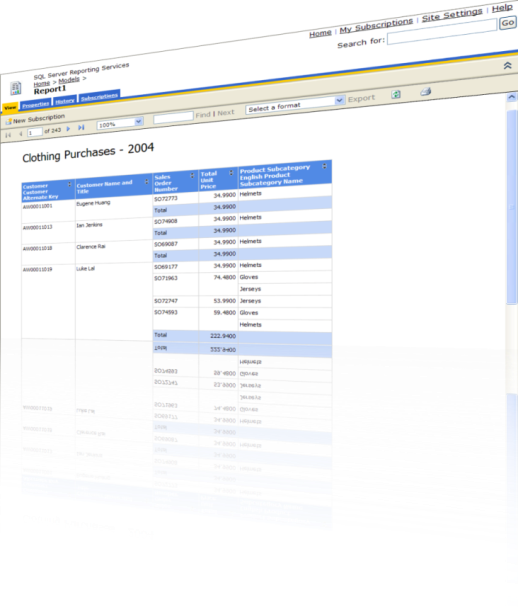 Home | My Subscriptions | Site Settings | Help
SQL Server Reporting Services
Home > Models >
Report1
Search for: Go
View Properties History Subscriptions
New Subscription
1 of 243 100% Find | Next Select a format Export
Clothing Purchases - 2004
Customer Customer Alternate Key Customer Name and Title Sales Order Number Total Unit Price Product Subcategory English Product Subcategory Name
AW00011001 Eugene Huang SO72773 34.9900 Helmets
Total 34.9900
AW00011013 Ian Jenkins SO74908 34.9900 Helmets
Total 34.9900
AW00011018 Clarence Rai SO69087 34.9900 Helmets
Total 34.9900
AW00011019 Luke Lal SO69177 34.9900 Helmets
SO71963 74.4800 Gloves
Jerseys
SO72747 53.9900 Jerseys
SO74593 59.4800 Gloves
Helmets
Total 222.9400